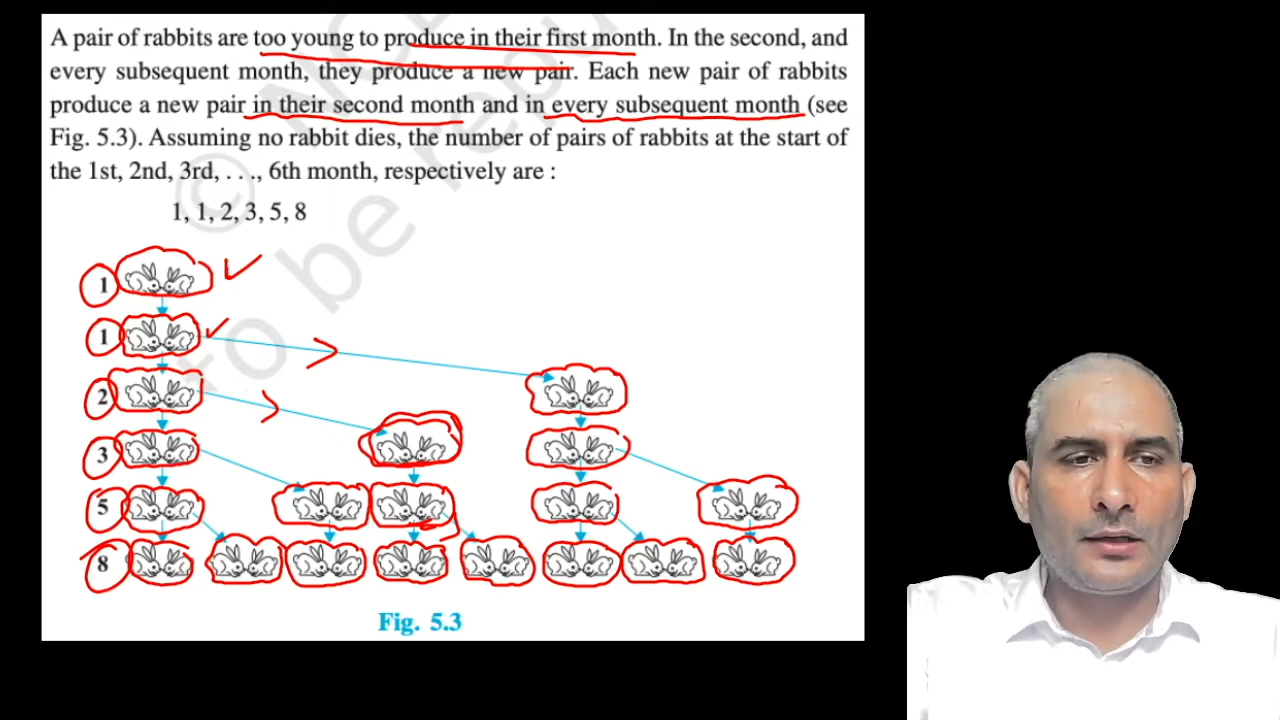 A pair of rabbits are too young to produce in their first month. In the second, and
every subsequent month, they produce a new pair. Each new pair of rabbits
produce a new pair in their second month and in every subsequent month (see
Fig. 5.3). Assuming no rabbit dies, the number of pairs of rabbits at the start of
the 1st, 2nd, 3rd, . . ., 6th month, respectively are :
1, 1, 2, 3, 5, 8
1
1
2
3
5
8
Fig. 5.3
to be